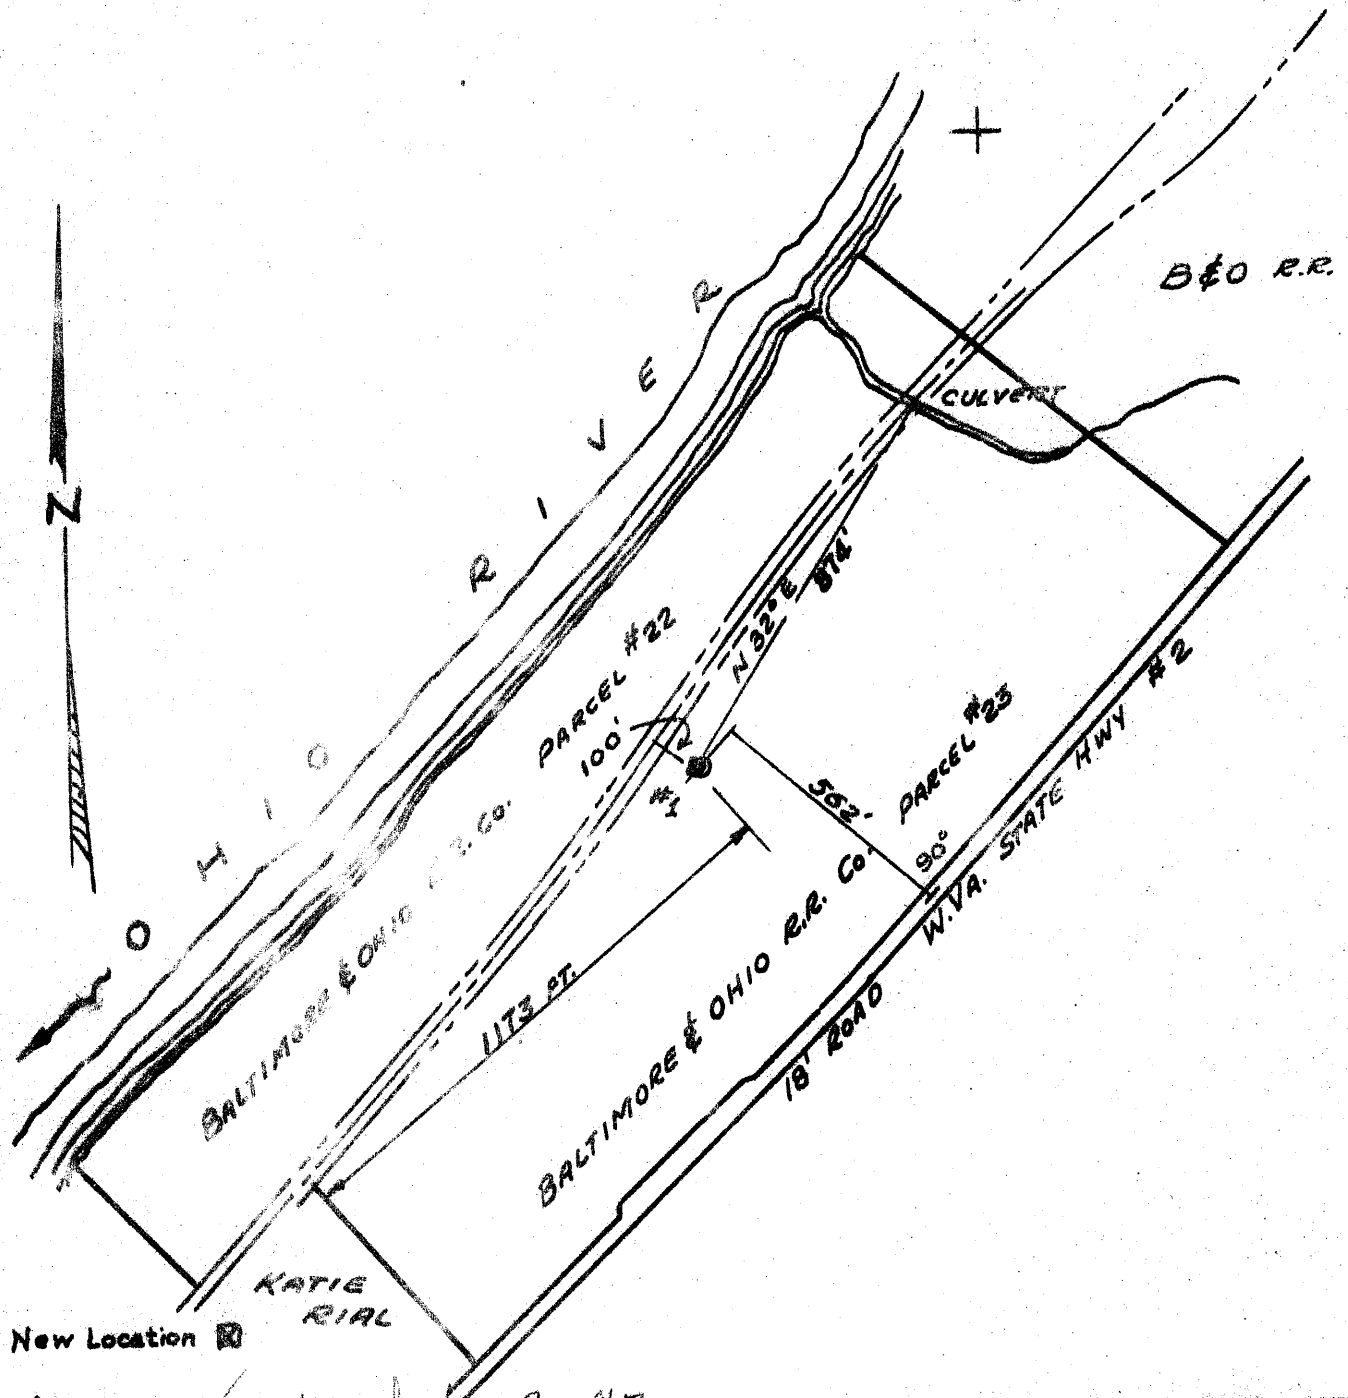 B & O R.R.
OHIO RIVER
N
CULVERT
N 32° E 874'
PARCEL #22
100'
#1
562'
PARCEL #23
90°
W.VA. STATE HWY #2
18' ROAD
1173 FT.
BALTIMORE & OHIO R.R. CO.
BALTIMORE & OHIO R.R. CO.
KATIE
RIAL
New Location